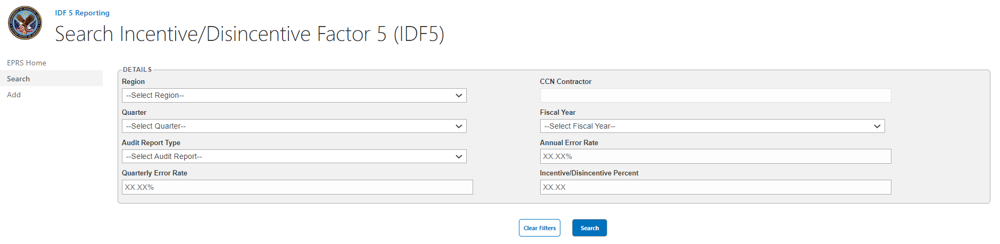 IDF 5 Reporting
Search Incentive/Disincentive Factor 5 (IDF5)
EPRS Home
Search
Add
DETAILS
Region
CCN Contractor
--Select Region--
Quarter
Fiscal Year
--Select Quarter--
--Select Fiscal Year--
Audit Report Type
Annual Error Rate
--Select Audit Report--
XX.XX%
Quarterly Error Rate
Incentive/Disincentive Percent
XX.XX%
XX.XX
Clear Filters
Search